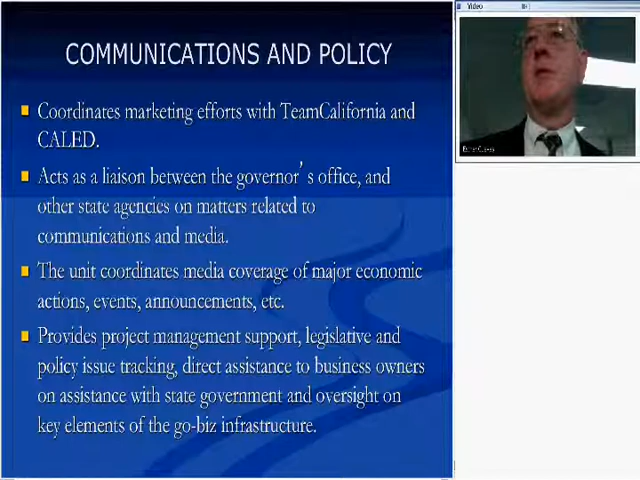 Video
COMMUNICATIONS AND POLICY
Coordinates marketing efforts with TeamCalifornia and
CALED.
Acts as a liaison between the governor's office, and
other state agencies on matters related to
communications and media.
The unit coordinates media coverage of major economic
actions, events, announcements, etc.
Provides project management support, legislative and
policy issue tracking, direct assistance to business owners
on assistance with state government and oversight on
key elements of the go-biz infrastructure.